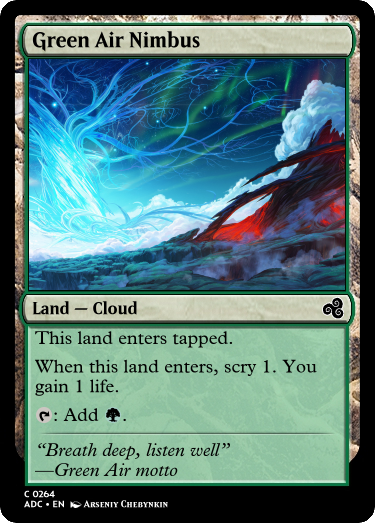 Green Air Nimbus
Land — Cloud
This land enters tapped.
When this land enters, scry 1. You
gain 1 life.
: Add .
“Breath deep, listen well”
—Green Air motto
C 0264
ADC • EN Arseniy Chebynkin